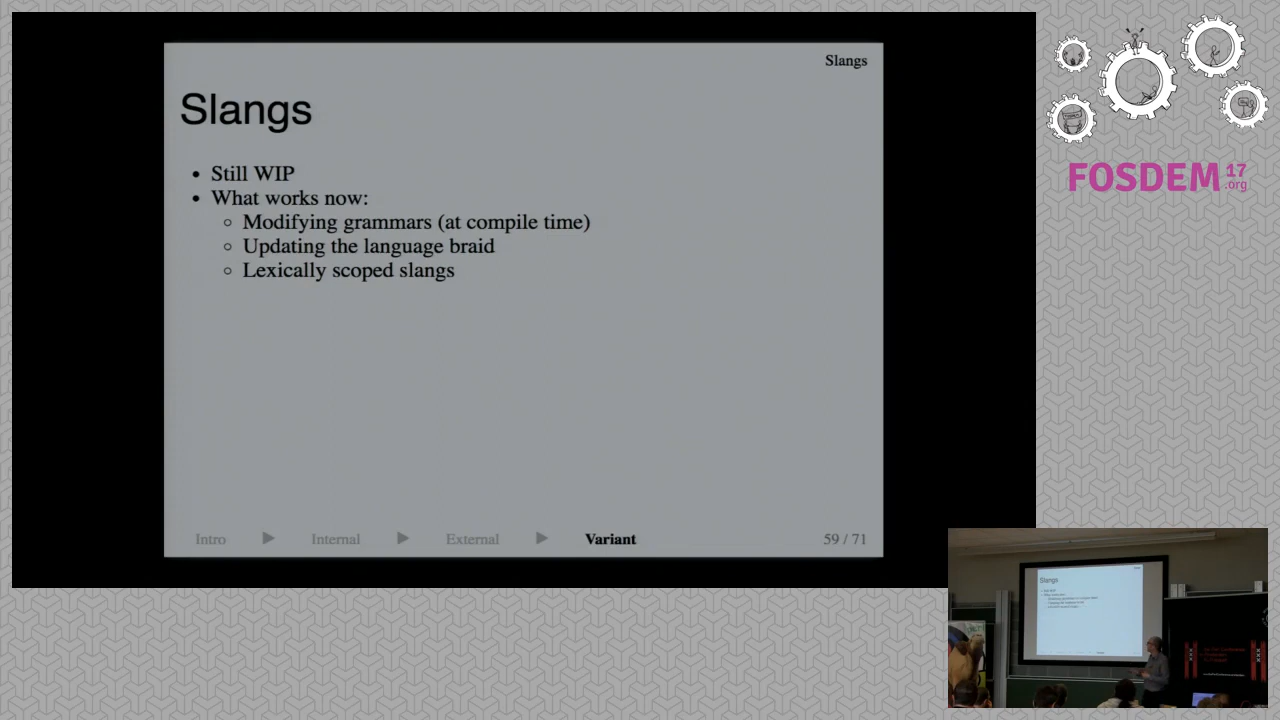 Slangs
Slangs
• Still WIP
• What works now:
◦ Modifying grammars (at compile time)
◦ Updating the language braid
◦ Lexically scoped slangs
Intro ▶ Internal ▶ External ▶ Variant 59 / 71
FOSDEM 17 .org
Slangs